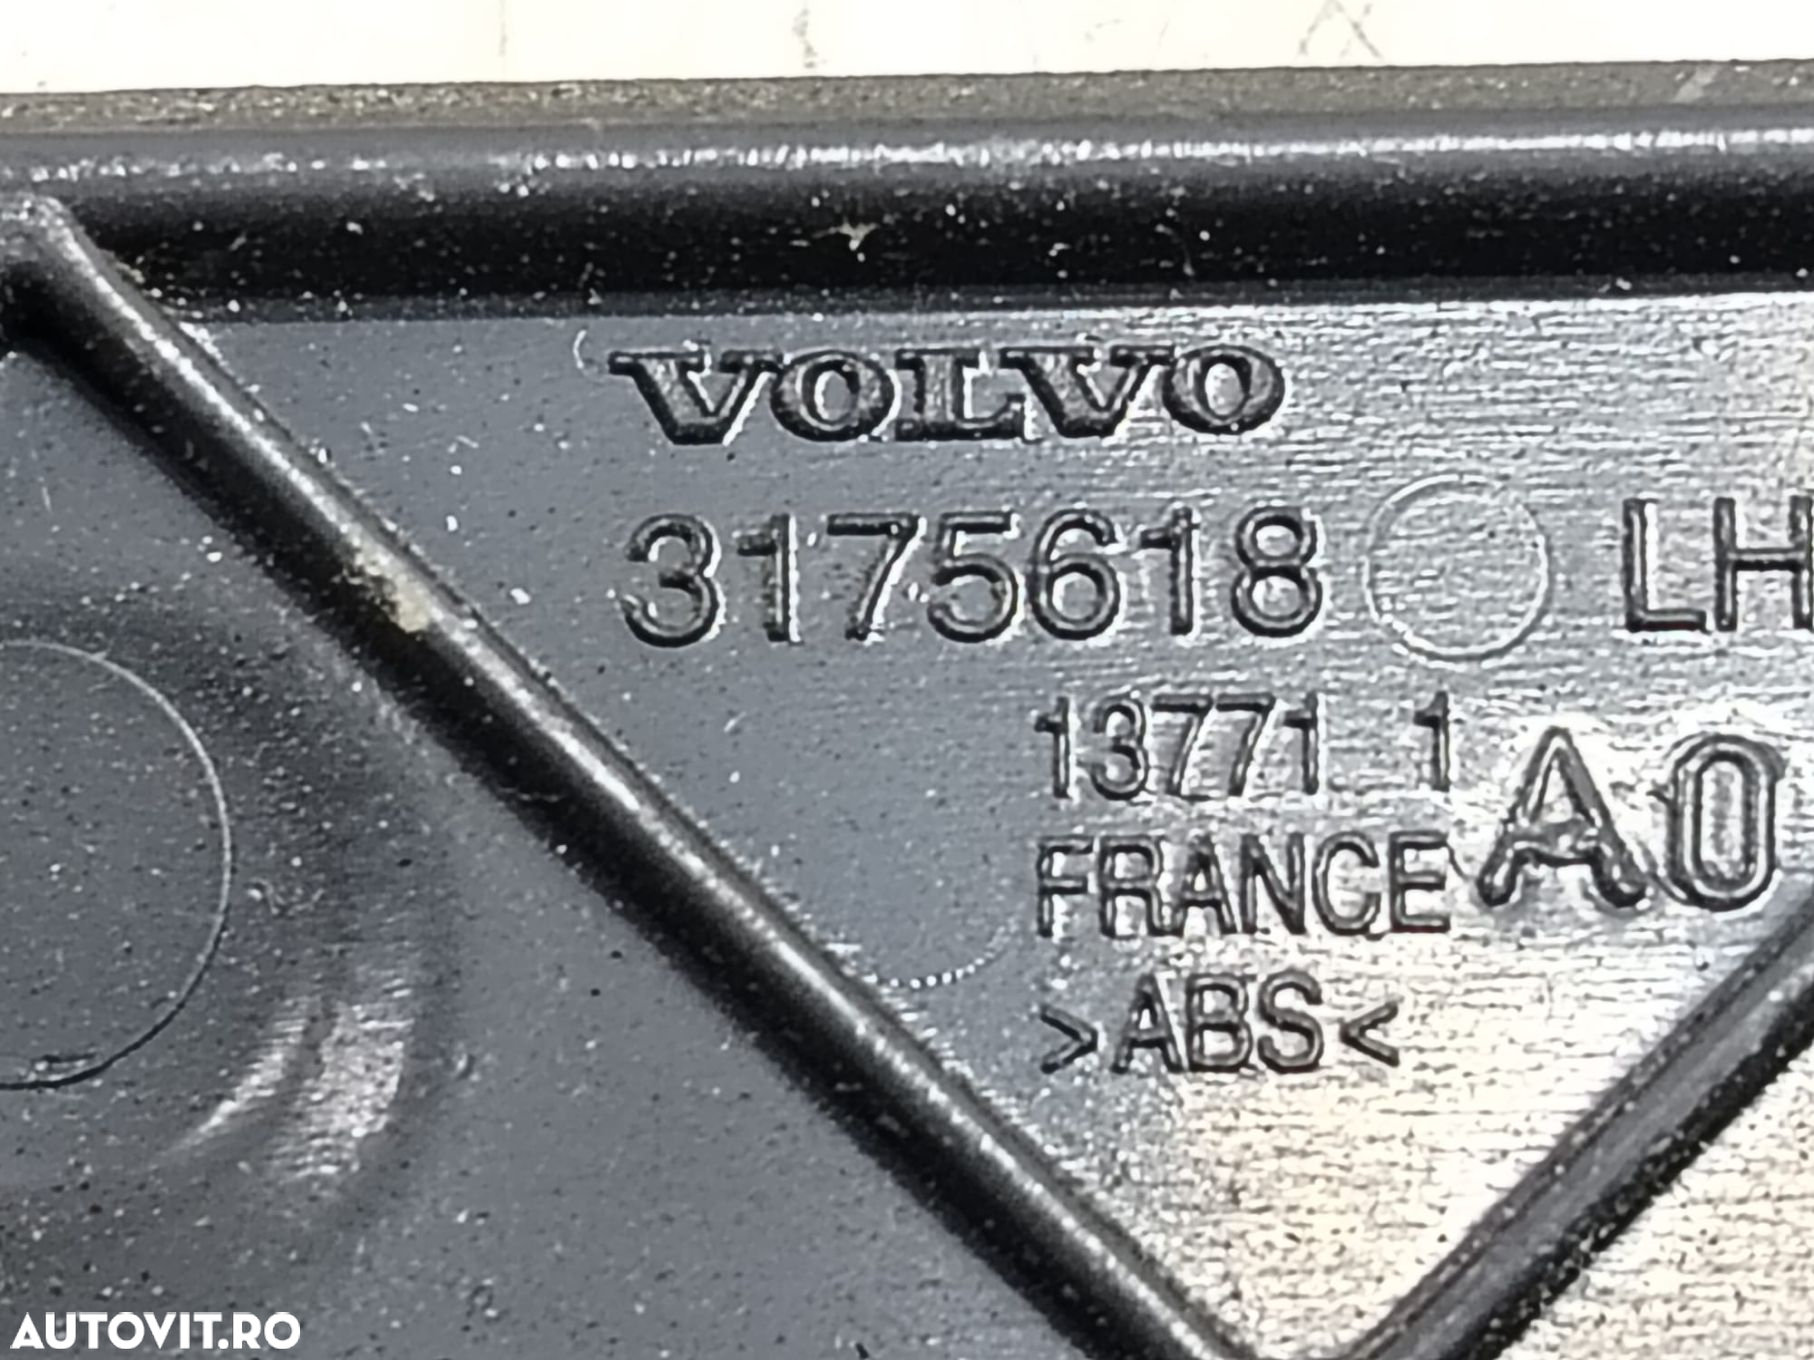 VOLVO
3175618 LH
13771 1
FRANCE A0
>ABS<
AUTOVIT.RO